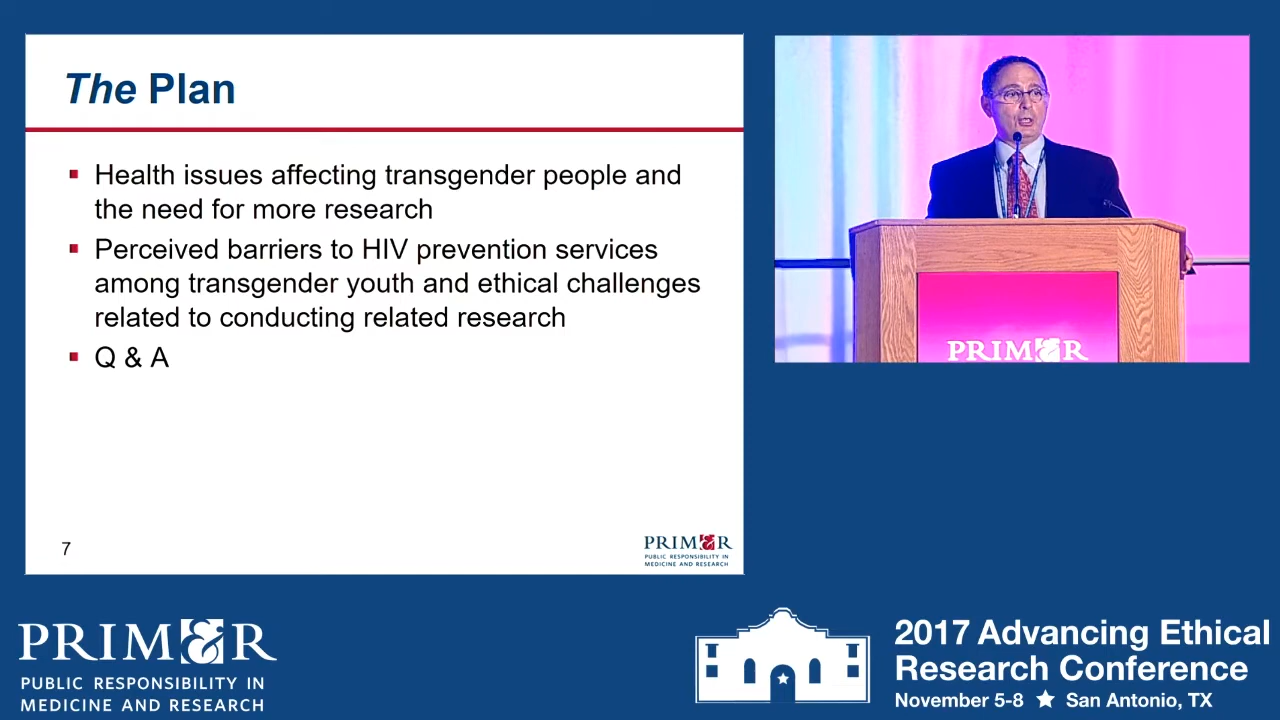 The Plan
Health issues affecting transgender people and
the need for more research
Perceived barriers to HIV prevention services
among transgender youth and ethical challenges
related to conducting related research
Q & A
7
PRIM&R
PUBLIC RESPONSIBILITY IN
MEDICINE AND RESEARCH
PRIM&R
PRIM&R
PUBLIC RESPONSIBILITY IN
MEDICINE AND RESEARCH
2017 Advancing Ethical
Research Conference
November 5-8 ★ San Antonio, TX